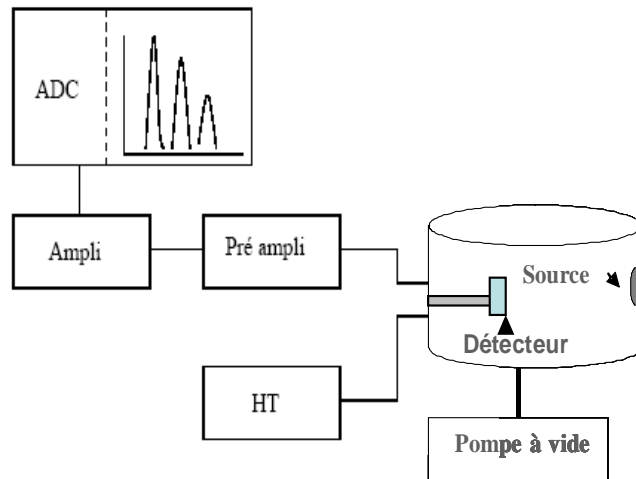 ADC
Ampli
Pré ampli
Source
Détecteur
HT
Pompe à vide